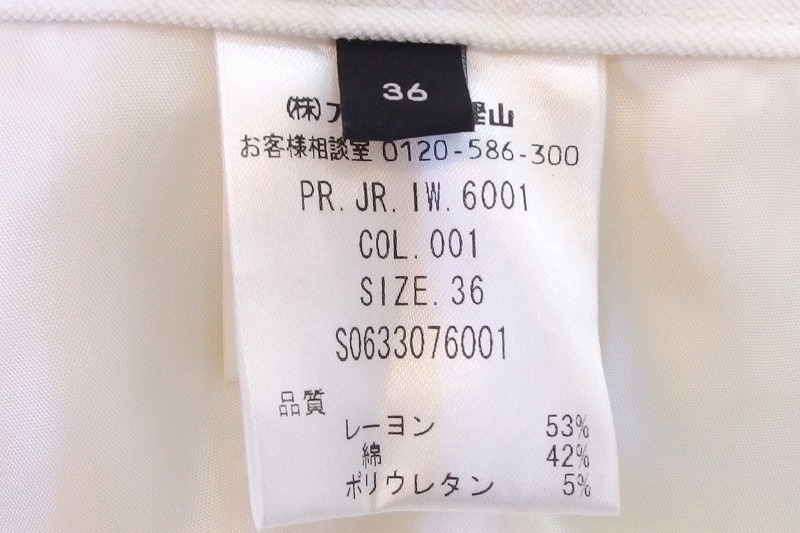 36
(株)
山
お客様相談室 0120-586-300
PR.JR.IW.6001
COL.001
SIZE.36
S0633076001
品質
レーヨン 53%
綿 42%
ポリウレタン 5%